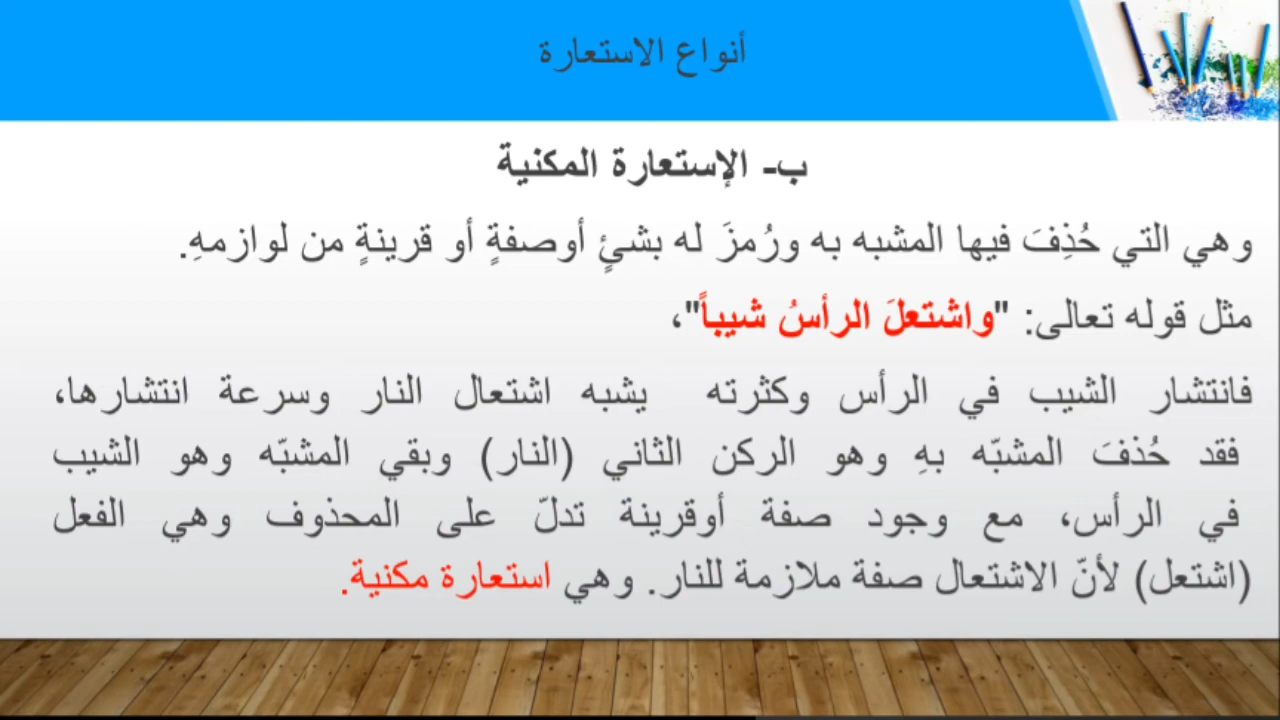 أنواع الاستعارة
ب- الإستعارة المكنية
وهي التي حُذِفَ فيها المشبه به ورُمزَ له بشئٍ أوصفةٍ أو قرينةٍ من لوازمهِ.
مثل قوله تعالى: "واشتعلَ الرأسُ شيباً"،
فانتشار الشيب في الرأس وكثرته يشبه اشتعال النار وسرعة انتشارها،
فقد حُذفَ المشبّه بهِ وهو الركن الثاني (النار) وبقي المشبّه وهو الشيب
في الرأس، مع وجود صفة أوقرينة تدلّ على المحذوف وهي الفعل
(اشتعل) لأنّ الاشتعال صفة ملازمة للنار. وهي استعارة مكنية.